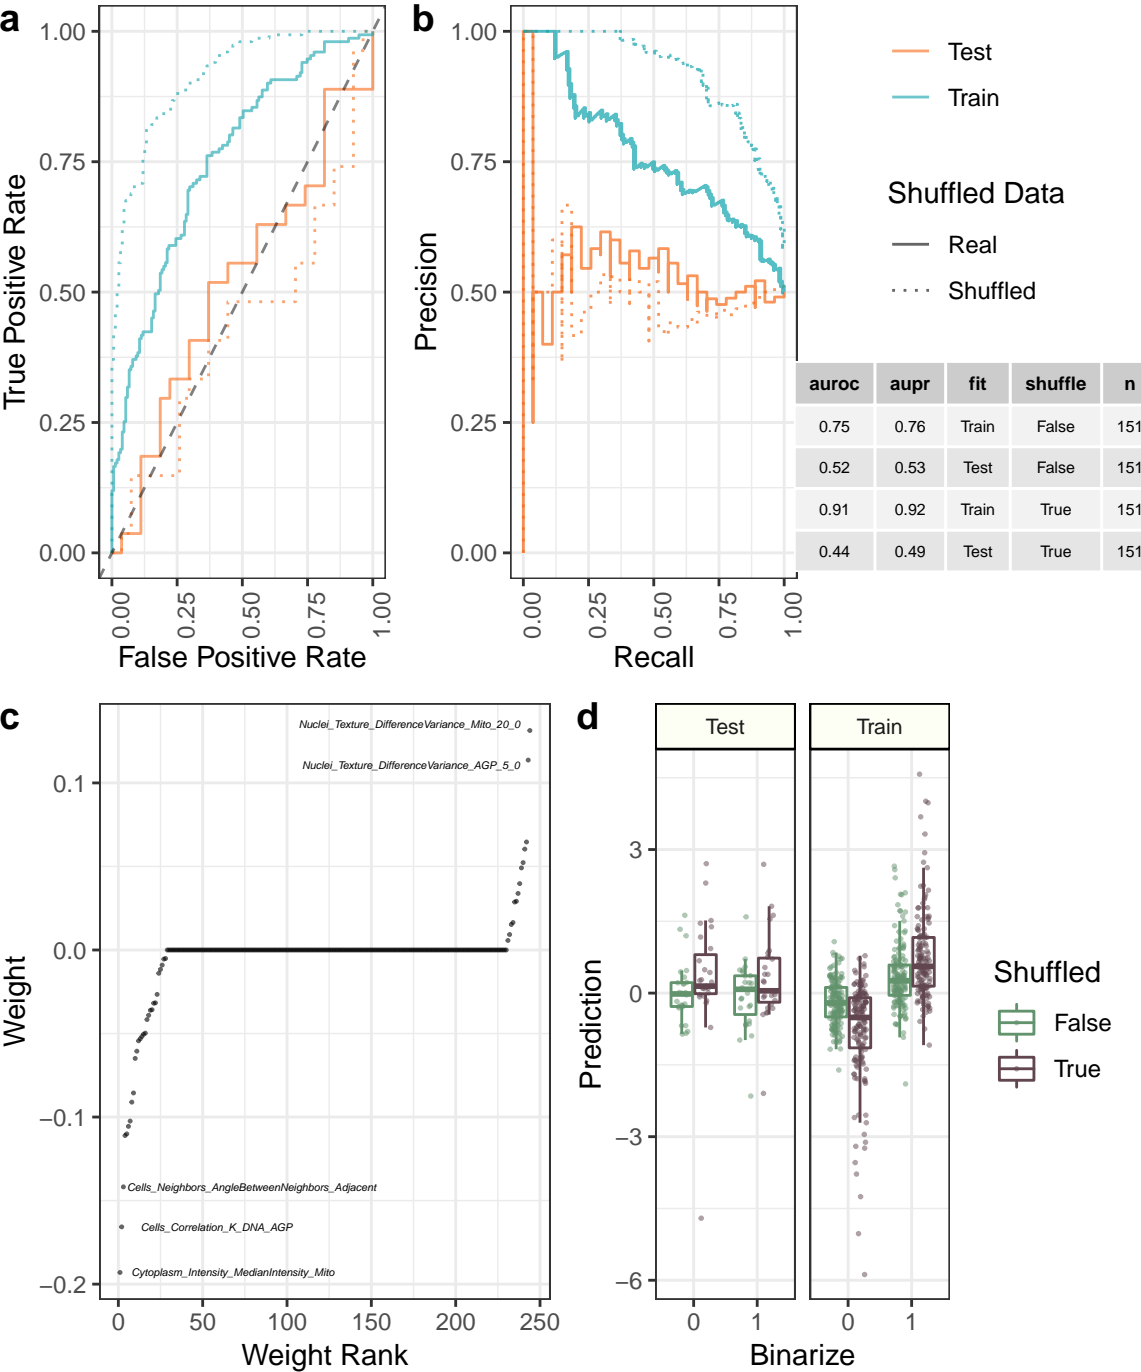 a
1.00
0.75
0.50
0.25
0.00
True Positive Rate
0.00
0.25
0.50
0.75
1.00
False Positive Rate
b
1.00
0.75
0.50
0.25
0.00
Precision
0.00
0.25
0.50
0.75
1.00
Recall
Test
Train
Shuffled Data
Real
Shuffled
auroc aupr fit shuffle n
0.75 0.76 Train False 151
0.52 0.53 Test False 151
0.91 0.92 Train True 151
0.44 0.49 Test True 151
c
0.1
0.0
−0.1
−0.2
Weight
Nuclei_Texture_DifferenceVariance_Mito_20_0
Nuclei_Texture_DifferenceVariance_AGP_5_0
Cells_Neighbors_AngleBetweenNeighbors_Adjacent
Cells_Correlation_K_DNA_AGP
Cytoplasm_Intensity_MedianIntensity_Mito
0 50 100 150 200 250
Weight Rank
d
Test Train
3
0
−3
−6
Prediction
0 1 0 1
Binarize
Shuffled
False
True